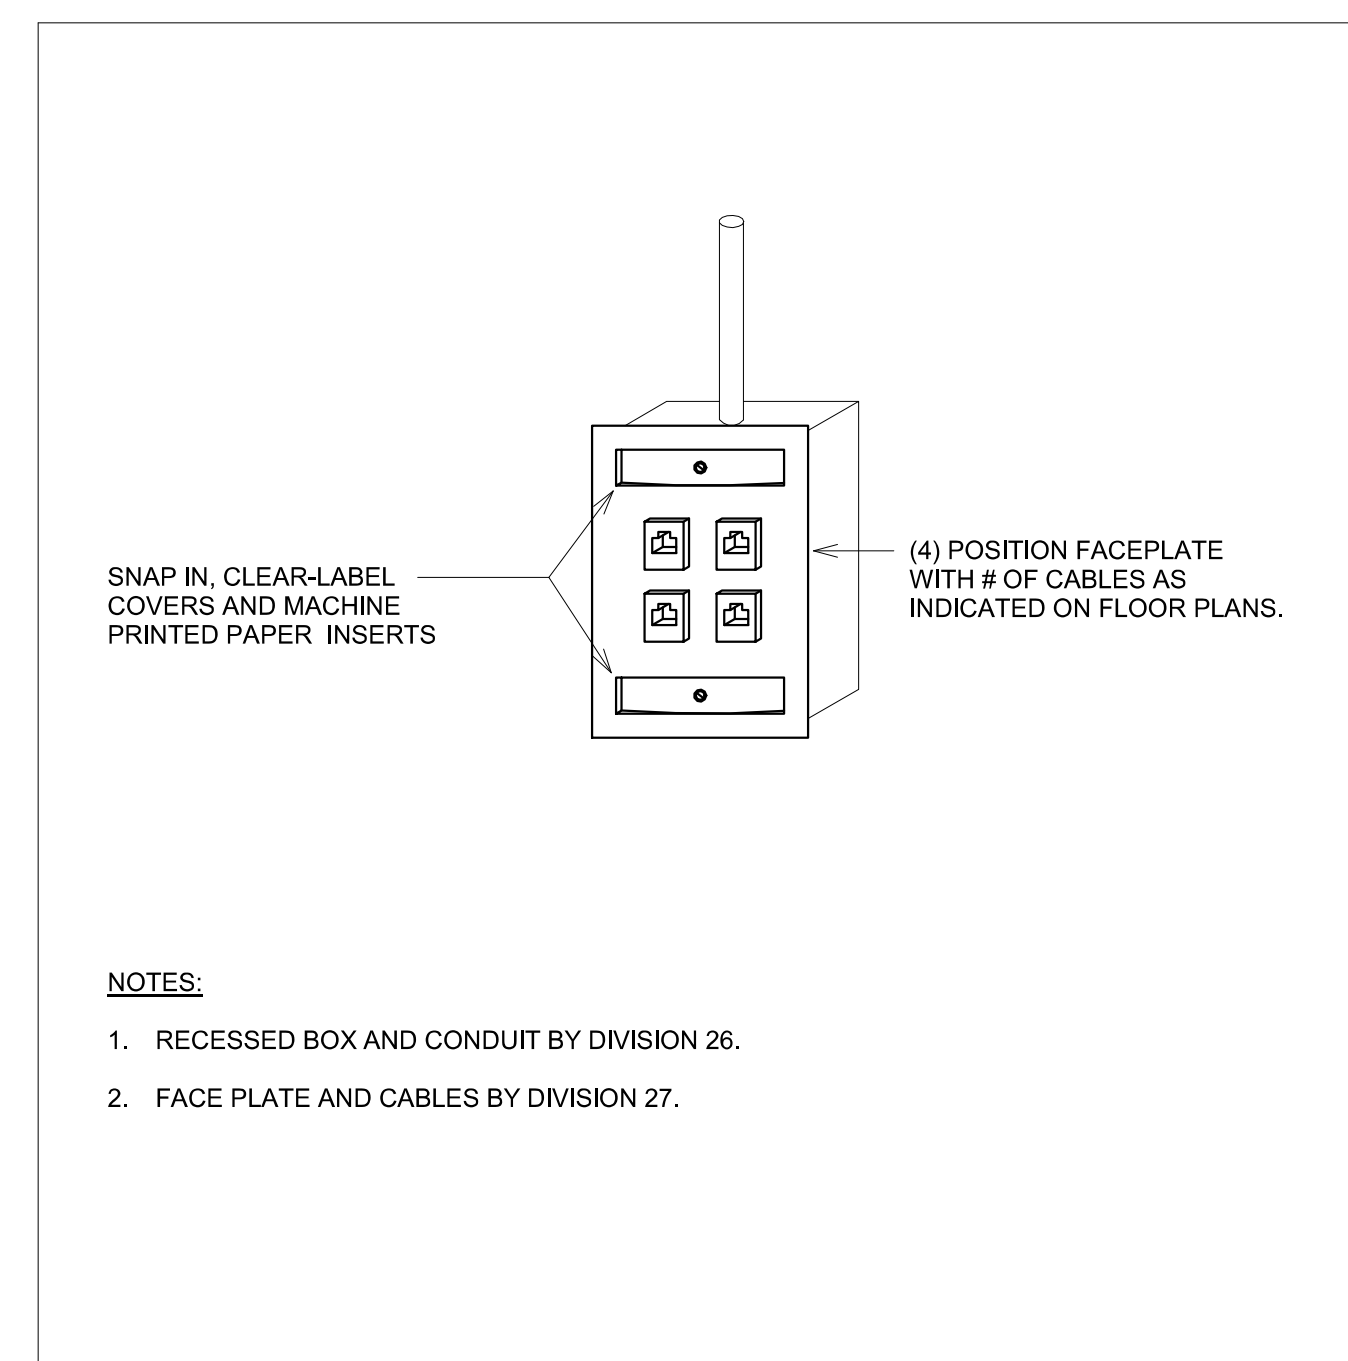 SNAP IN, CLEAR-LABEL
COVERS AND MACHINE
PRINTED PAPER  INSERTS
(4) POSITION FACEPLATE
WITH # OF CABLES AS
INDICATED ON FLOOR PLANS.
NOTES:
1. RECESSED BOX AND CONDUIT BY DIVISION 26.
2. FACE PLATE AND CABLES BY DIVISION 27.